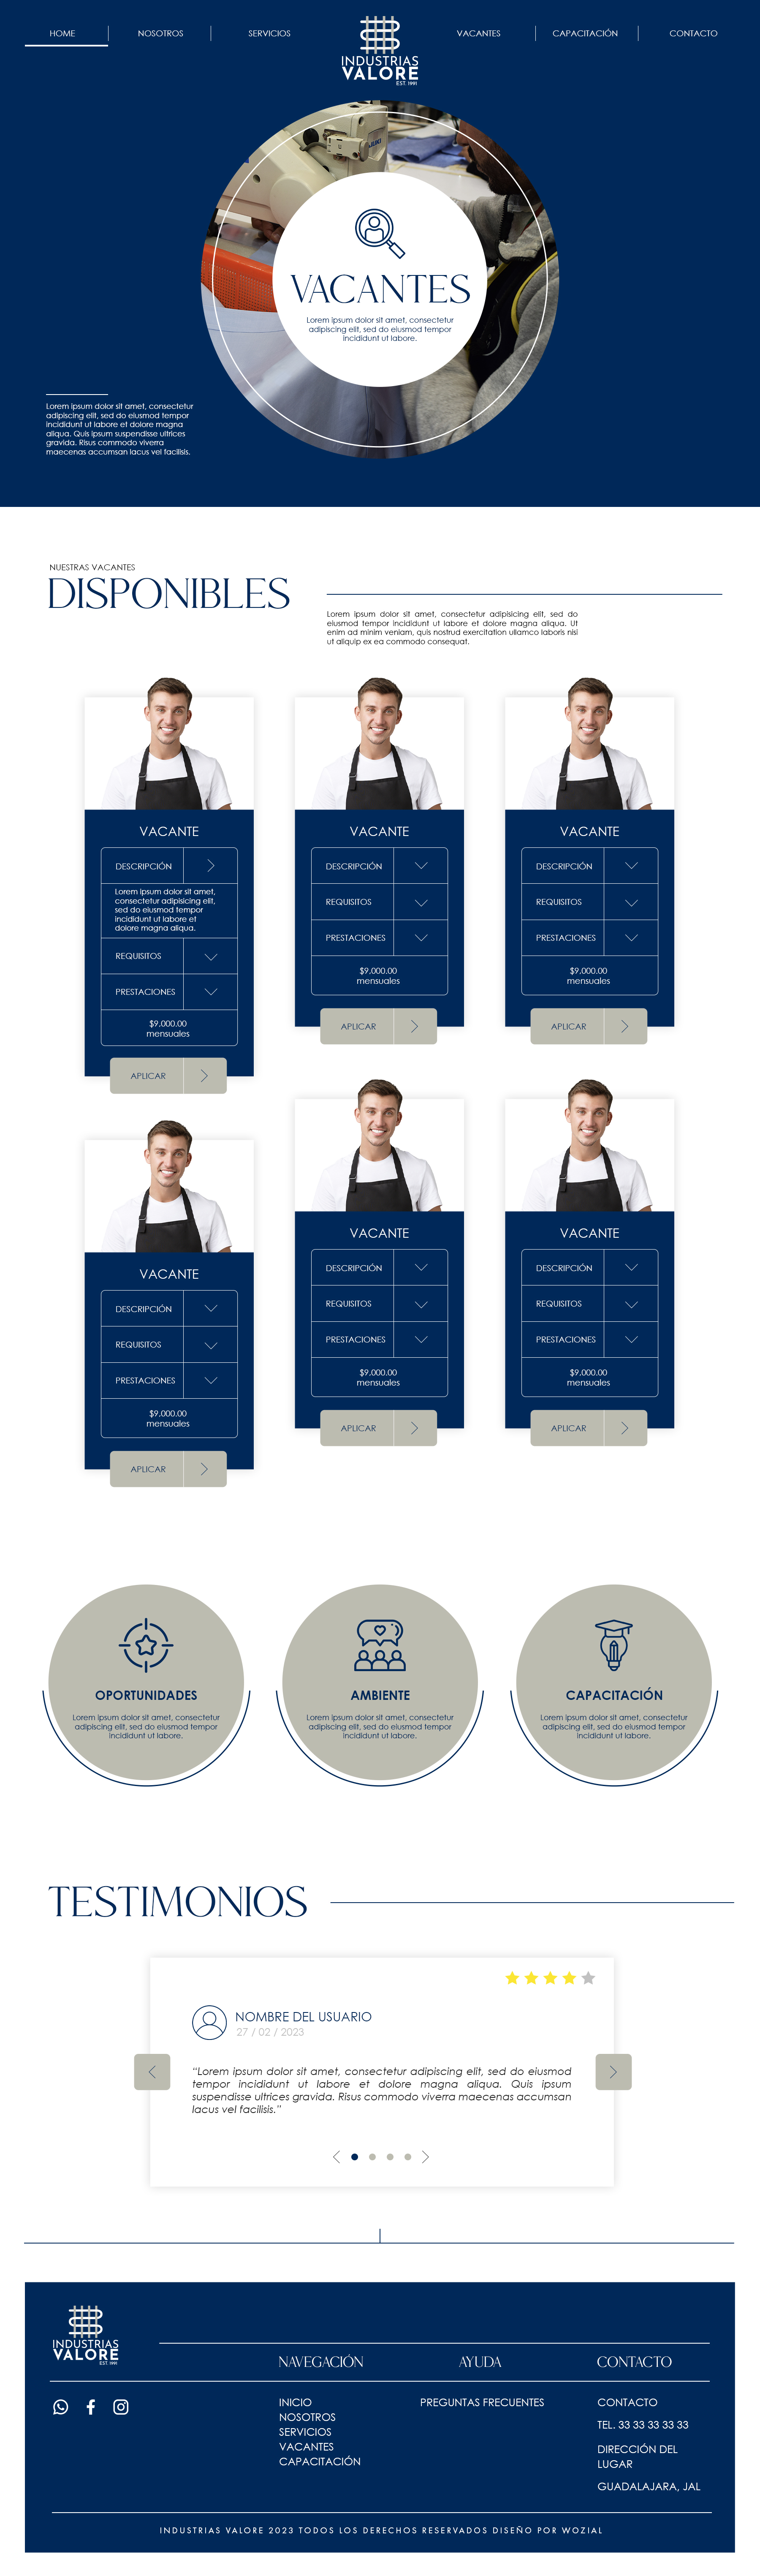 HOME
NOSOTROS
SERVICIOS
INDUSTRIAS
VALORE
EST. 1991
VACANTES
CAPACITACIÓN
CONTACTO
VACANTES
Lorem ipsum dolor sit amet, consectetur
adipiscing elit, sed do eiusmod tempor
incididunt ut labore.
Lorem ipsum dolor sit amet, consectetur
adipiscing elit, sed do eiusmod tempor
incididunt ut labore et dolore magna
aliqua. Quis ipsum suspendisse ultrices
gravida. Risus commodo viverra
maecenas accumsan lacus vel facilisis.
NUESTRAS VACANTES
DISPONIBLES
Lorem ipsum dolor sit amet, consectetur adipisicing elit, sed do
eiusmod tempor incididunt ut labore et dolore magna aliqua. Ut
enim ad minim veniam, quis nostrud exercitation ullamco laboris nisi
ut aliquip ex ea commodo consequat.
VACANTE
DESCRIPCIÓN
Lorem ipsum dolor sit amet,
consectetur adipisicing elit,
sed do eiusmod tempor
incididunt ut labore et
dolore magna aliqua.
REQUISITOS
PRESTACIONES
$9,000.00
mensuales
APLICAR
VACANTE
DESCRIPCIÓN
REQUISITOS
PRESTACIONES
$9,000.00
mensuales
APLICAR
VACANTE
DESCRIPCIÓN
REQUISITOS
PRESTACIONES
$9,000.00
mensuales
APLICAR
VACANTE
DESCRIPCIÓN
REQUISITOS
PRESTACIONES
$9,000.00
mensuales
APLICAR
VACANTE
DESCRIPCIÓN
REQUISITOS
PRESTACIONES
$9,000.00
mensuales
APLICAR
VACANTE
DESCRIPCIÓN
REQUISITOS
PRESTACIONES
$9,000.00
mensuales
APLICAR
OPORTUNIDADES
Lorem ipsum dolor sit amet, consectetur
adipiscing elit, sed do eiusmod tempor
incididunt ut labore.
AMBIENTE
Lorem ipsum dolor sit amet, consectetur
adipiscing elit, sed do eiusmod tempor
incididunt ut labore.
CAPACITACIÓN
Lorem ipsum dolor sit amet, consectetur
adipiscing elit, sed do eiusmod tempor
incididunt ut labore.
TESTIMONIOS
NOMBRE DEL USUARIO
27 / 02 / 2023
“Lorem ipsum dolor sit amet, consectetur adipiscing elit, sed do eiusmod
tempor incididunt ut labore et dolore magna aliqua. Quis ipsum
suspendisse ultrices gravida. Risus commodo viverra maecenas accumsan
lacus vel facilisis.”
INDUSTRIAS
VALORE
EST. 1991
NAVEGACIÓN
INICIO
NOSOTROS
SERVICIOS
VACANTES
CAPACITACIÓN
AYUDA
PREGUNTAS FRECUENTES
CONTACTO
CONTACTO
TEL. 33 33 33 33 33
DIRECCIÓN DEL
LUGAR
GUADALAJARA, JAL
INDUSTRIAS VALORE 2023 TODOS LOS DERECHOS RESERVADOS DISEÑO POR WOZIAL